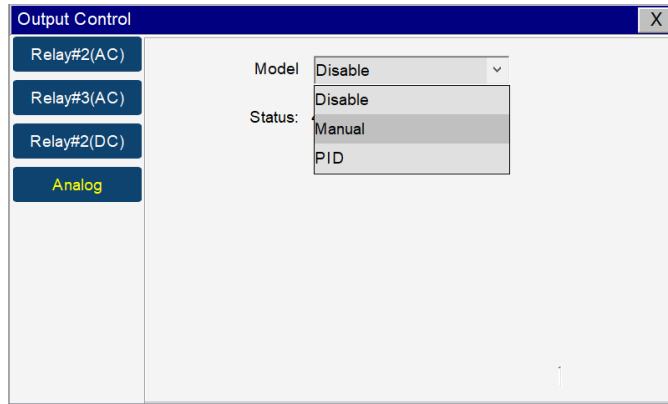 Output Control
X
Relay#2(AC)
Relay#3(AC)
Relay#2(DC)
Analog
Model Disable
Disable
Status:
Manual
PID